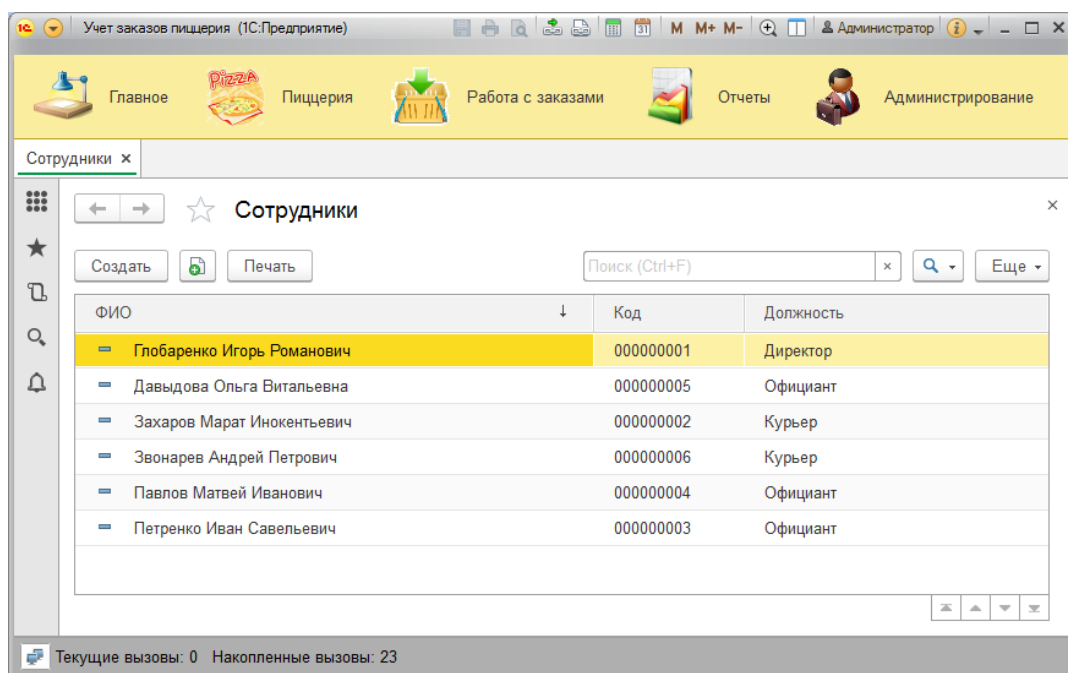 1С Учет заказов пиццерия (1С:Предприятие) 31 M M+ M- Администратор i
Главное PIZZA Пиццерия Работа с заказами Отчеты Администрирование
Сотрудники ×
Сотрудники ×
Создать Печать Поиск (Ctrl+F) × Еще
ФИО ↓ Код Должность
Глобаренко Игорь Романович 000000001 Директор
Давыдова Ольга Витальевна 000000005 Официант
Захаров Марат Инокентьевич 000000002 Курьер
Звонарев Андрей Петрович 000000006 Курьер
Павлов Матвей Иванович 000000004 Официант
Петренко Иван Савельевич 000000003 Официант
Текущие вызовы: 0 Накопленные вызовы: 23